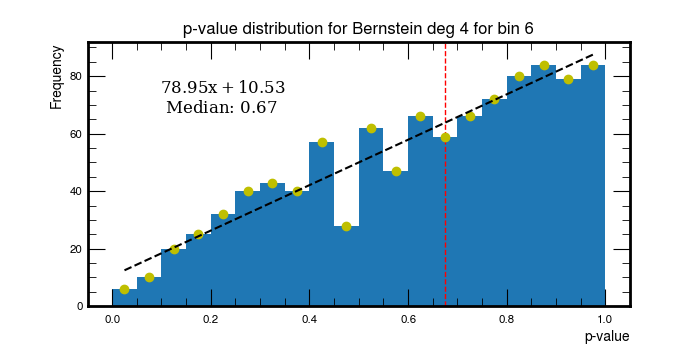 p-value distribution for Bernstein deg 4 for bin 6
Frequency
80
60
40
20
0
78.95x + 10.53
Median: 0.67
0.0 0.2 0.4 0.6 0.8 1.0
p-value